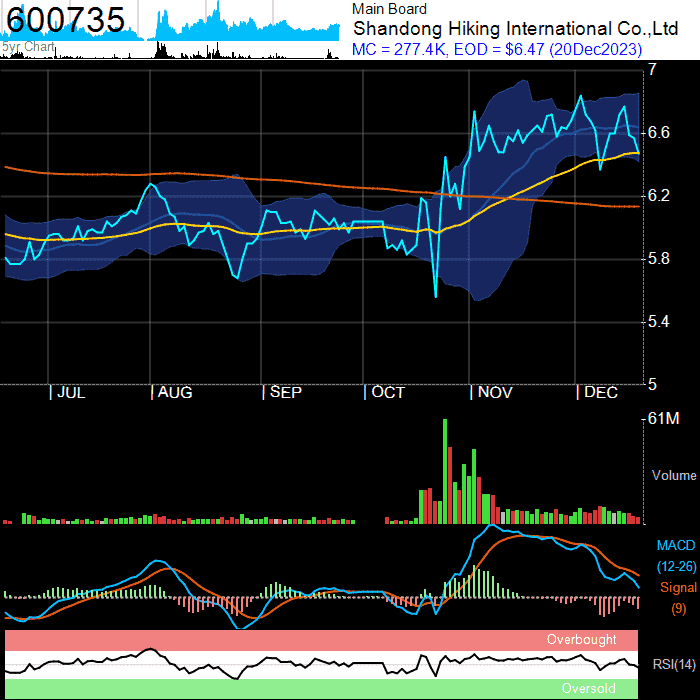 600735
5yr Chart
Main Board
Shandong Hiking International Co.,Ltd
MC = 277.4K, EOD = $6.47 (20Dec2023)
7
6.6
6.2
5.8
5.4
5
JUL
AUG
SEP
OCT
NOV
DEC
61M
Volume
MACD
(12-26)
Signal
(9)
Overbought
RSI(14)
Oversold